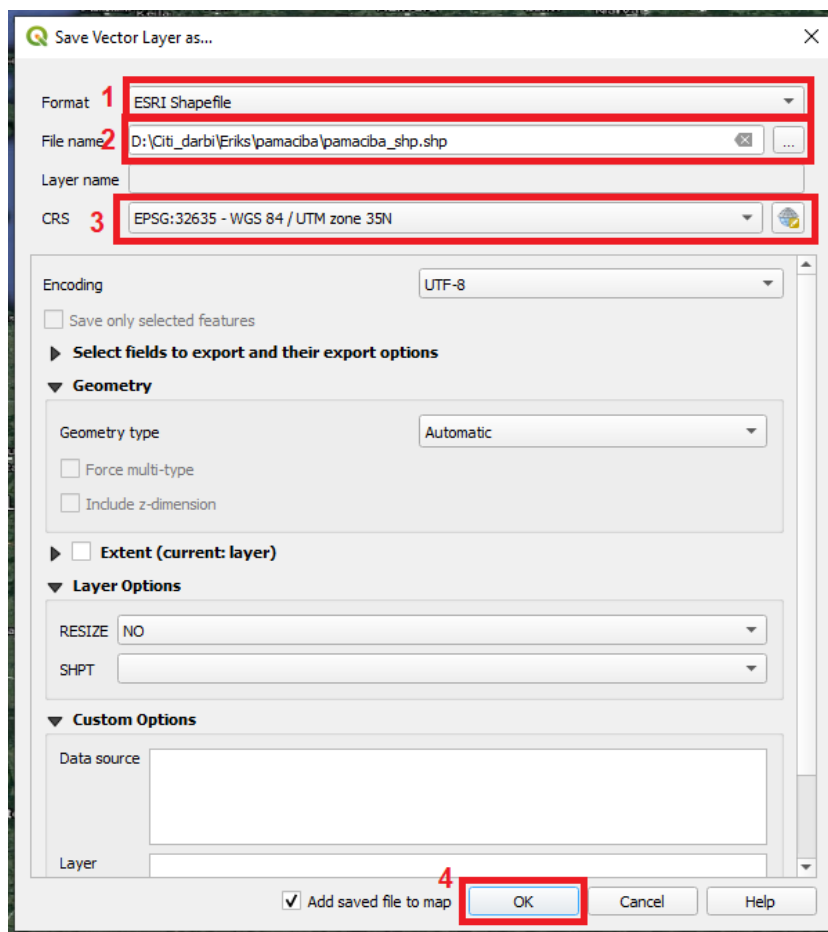 Save Vector Layer as...
Format 1 ESRI Shapefile
File name 2 D:\Citi_darbi\Eriks\pamaciba\pamaciba_shp.shp ...
Layer name
CRS 3 EPSG:32635 - WGS 84 / UTM zone 35N
Encoding UTF-8
Save only selected features
Select fields to export and their export options
Geometry
Geometry type Automatic
Force multi-type
Include z-dimension
Extent (current: layer)
Layer Options
RESIZE NO
SHPT
Custom Options
Data source
Layer
4
Add saved file to map OK Cancel Help